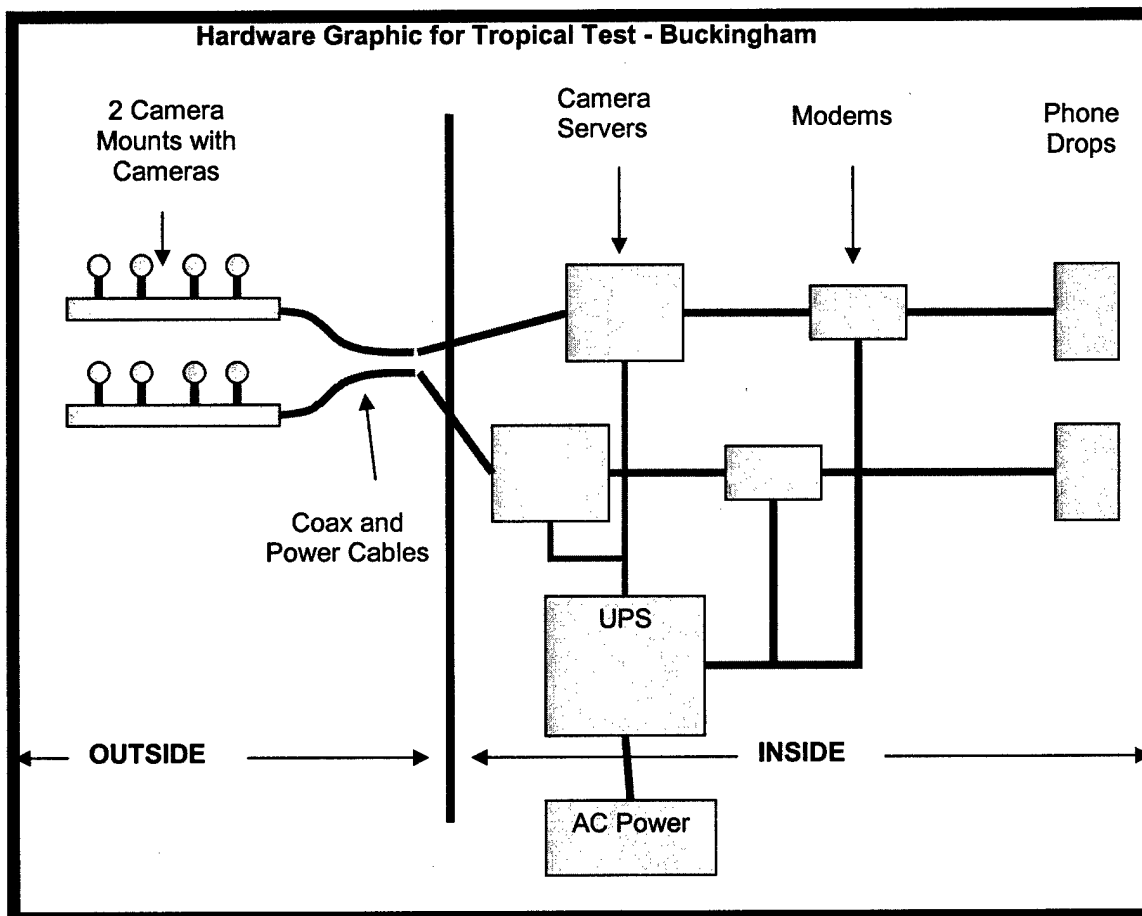 Hardware Graphic for Tropical Test - Buckingham
2 Camera
Mounts with
Cameras
Camera
Servers
Modems
Phone
Drops
Coax and
Power Cables
UPS
OUTSIDE
INSIDE
AC Power